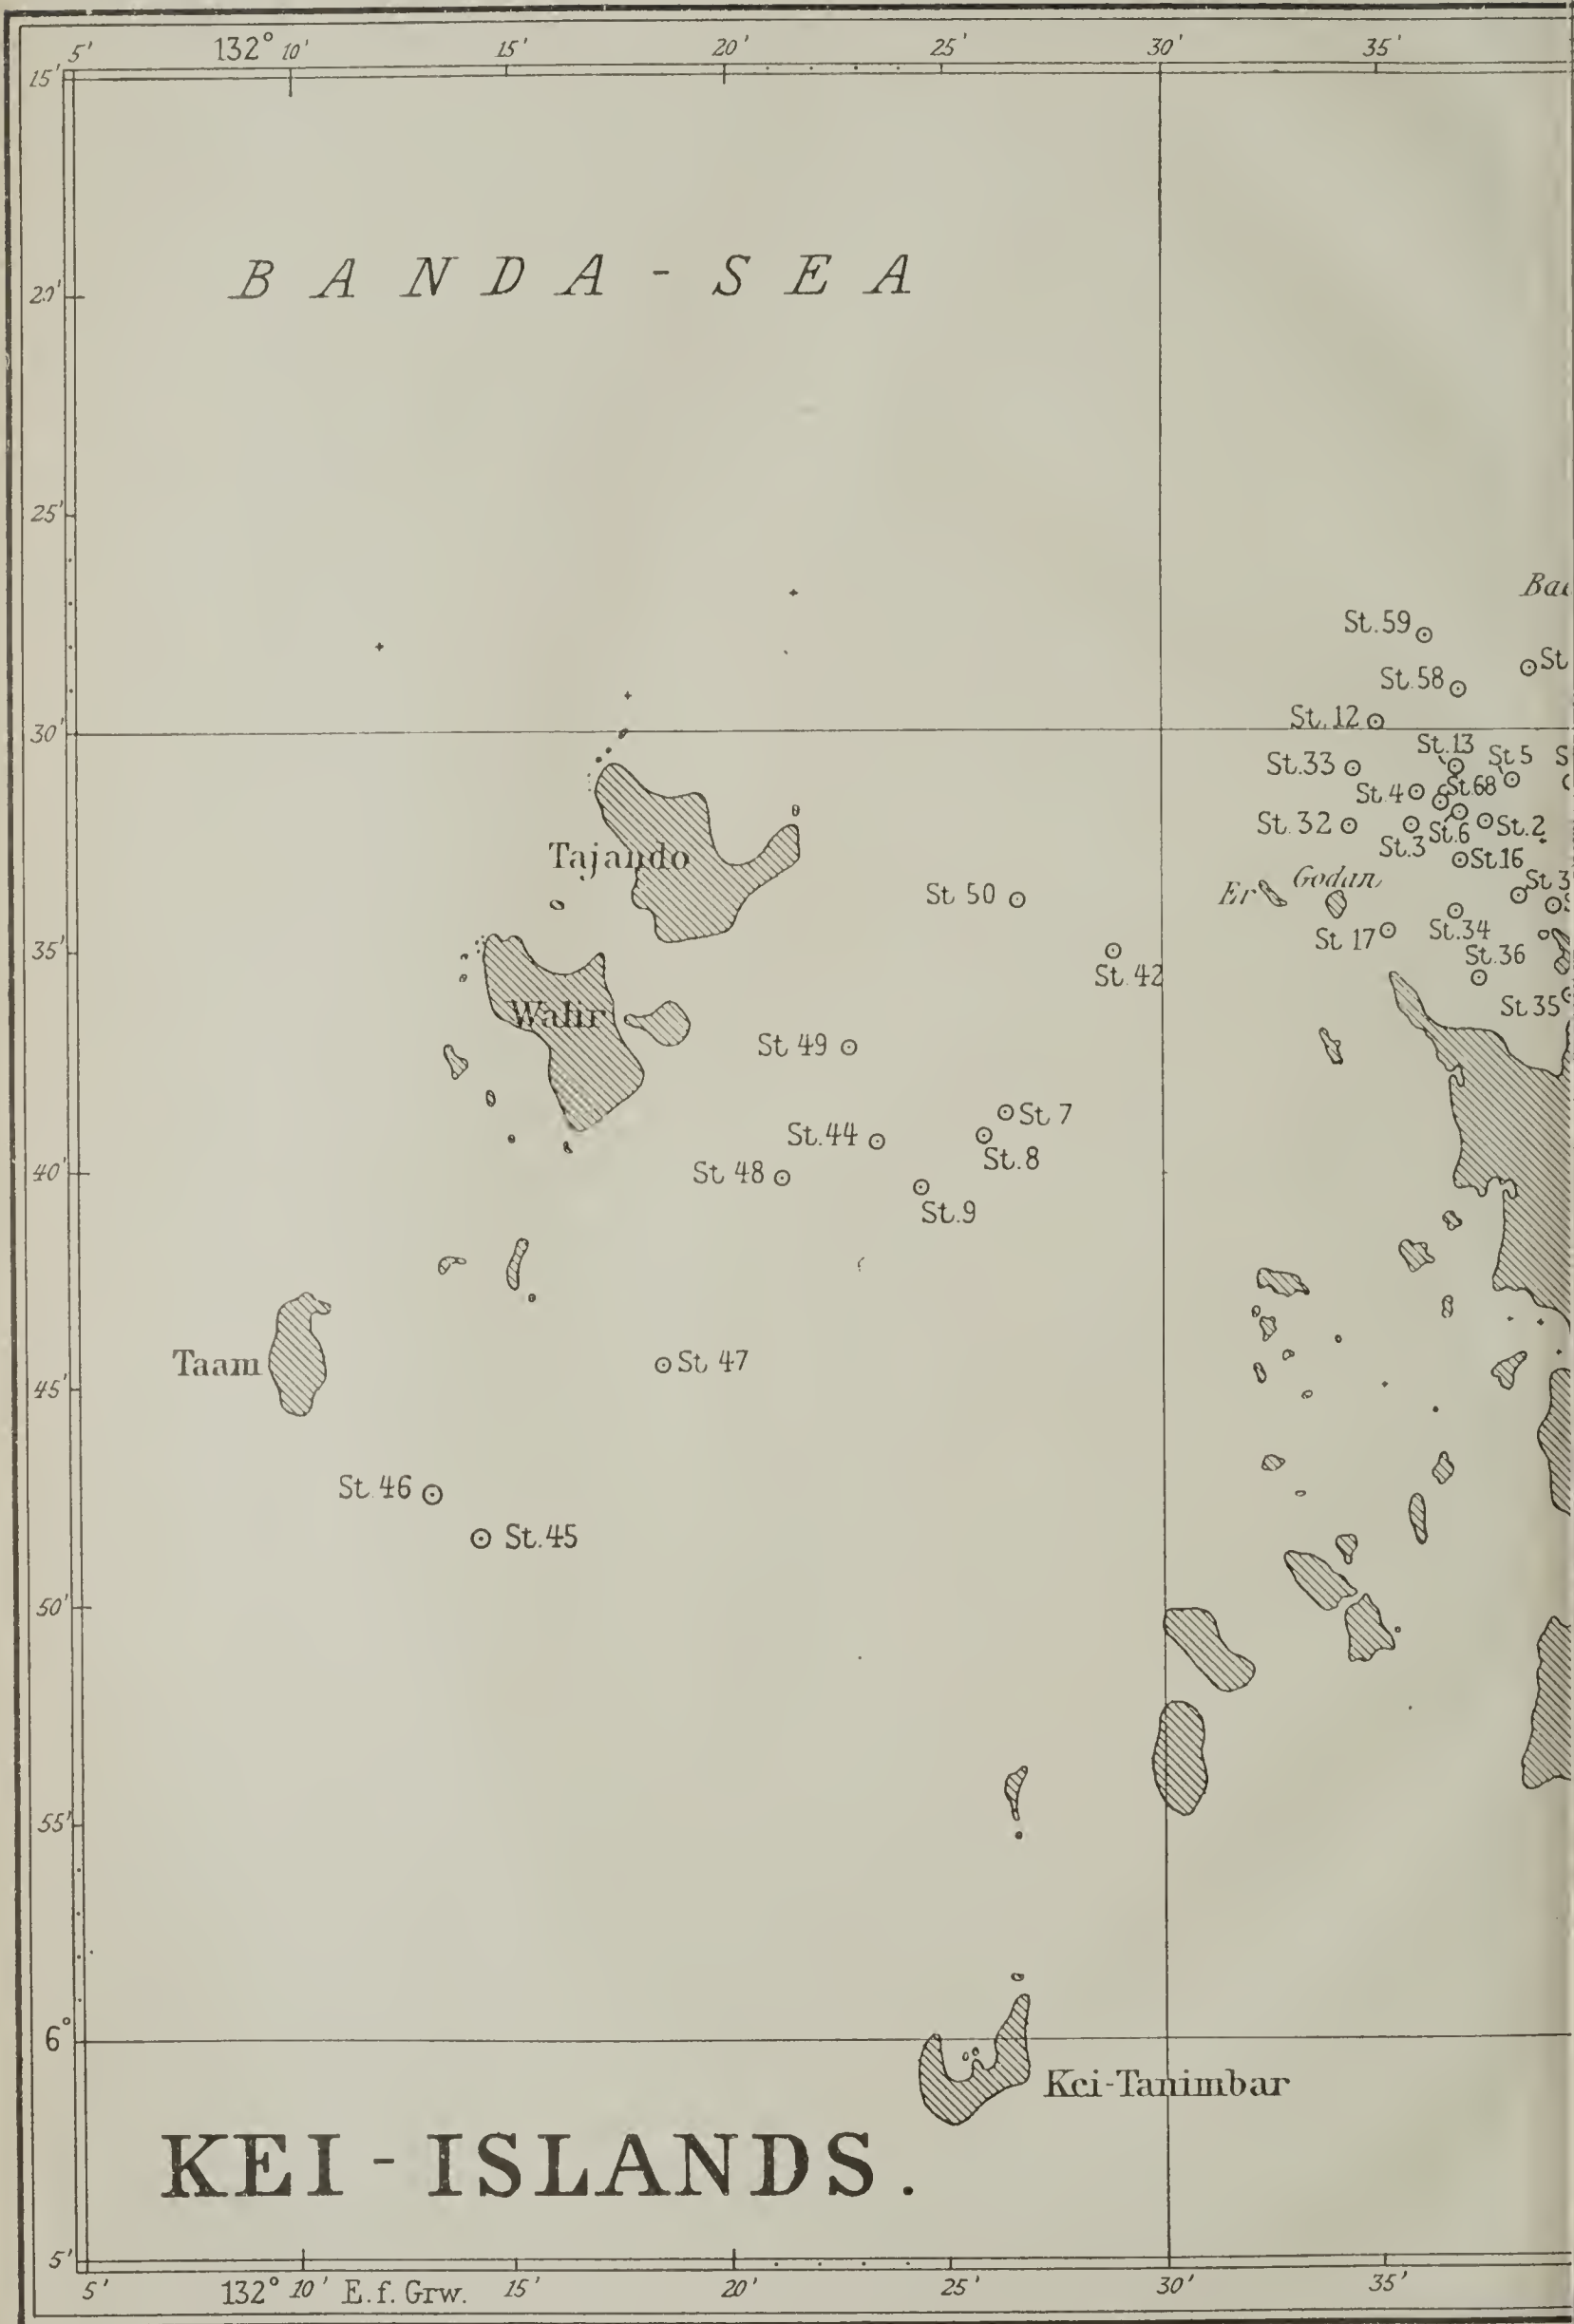 5' 132° 10' 15' 20' 25' 30' 35'
15'
BANDA-SEA
20'
25'
St. 59
St. 58
St. 12
30'
St. 13
St. 5
St. 33
St. 4
St. 68
St. 32
St. 3
St. 6
St. 2
Tajando
St. 16
Er
Godan
St. 50
St. 17
St. 34
35'
St. 42
St. 36
St. 35
Walir
St. 49
St. 7
St. 44
St. 8
40'
St. 48
St. 9
Taam
St. 47
45'
St. 46
St. 45
50'
55'
6°
Kei-Tanimbar
KEI-ISLANDS.
5'
5' 132° 10' E.f. Grw. 15' 20' 25' 30' 35'